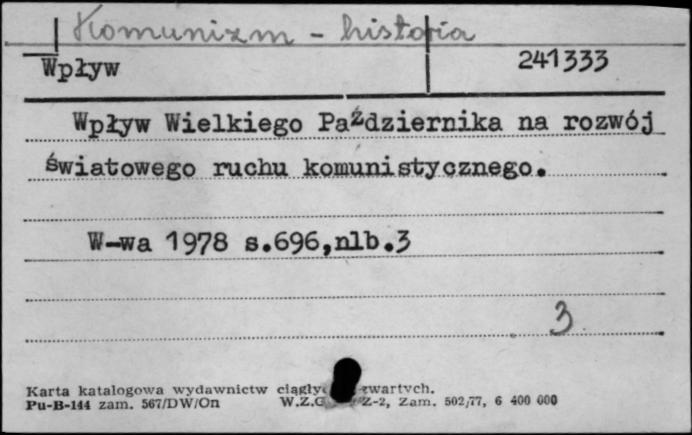 Komunizm - historia
Wpływ 241333
Wpływ Wielkiego Października na rozwój
światowego ruchu komunistycznego.
W-wa 1978 s.696,nlb.3
3
Karta katalogowa wydawnictw zwartych.
Pu-B-144 zam. 567/DW/On W.Z.G Z-2, Zam. 502/77, 6 400 000